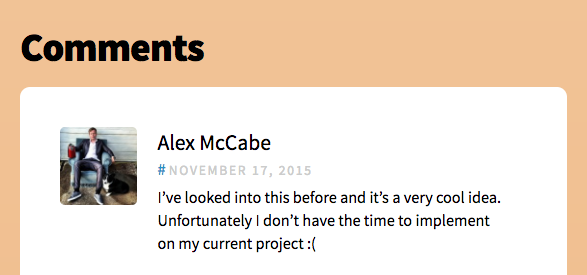 Comments
Alex McCabe
# NOVEMBER 17, 2015
I’ve looked into this before and it’s a very cool idea.
Unfortunately I don’t have the time to implement
on my current project :(